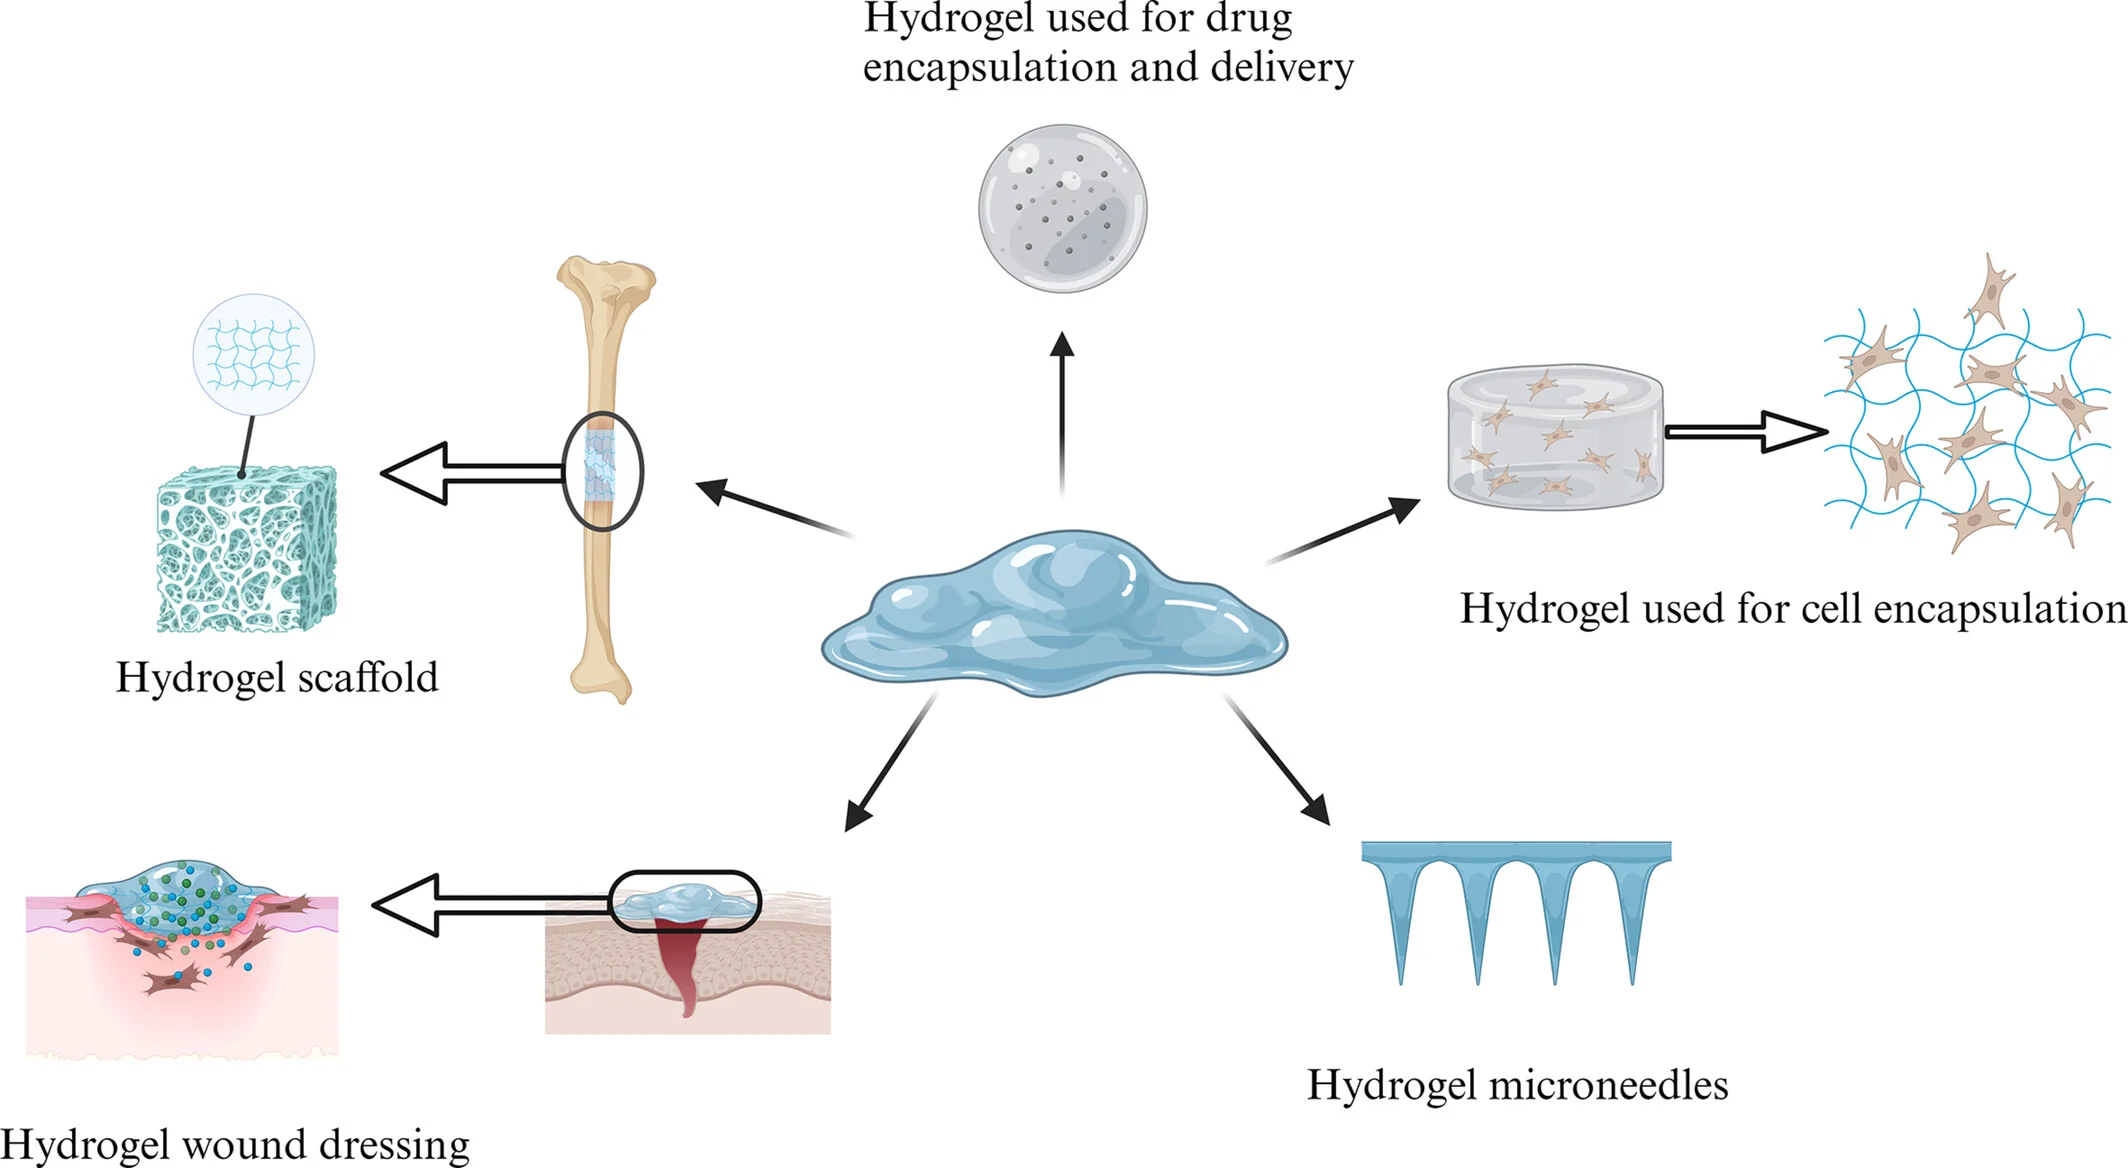 Hydrogel used for drug
encapsulation and delivery
Hydrogel used for cell encapsulation
Hydrogel scaffold
Hydrogel microneedles
Hydrogel wound dressing